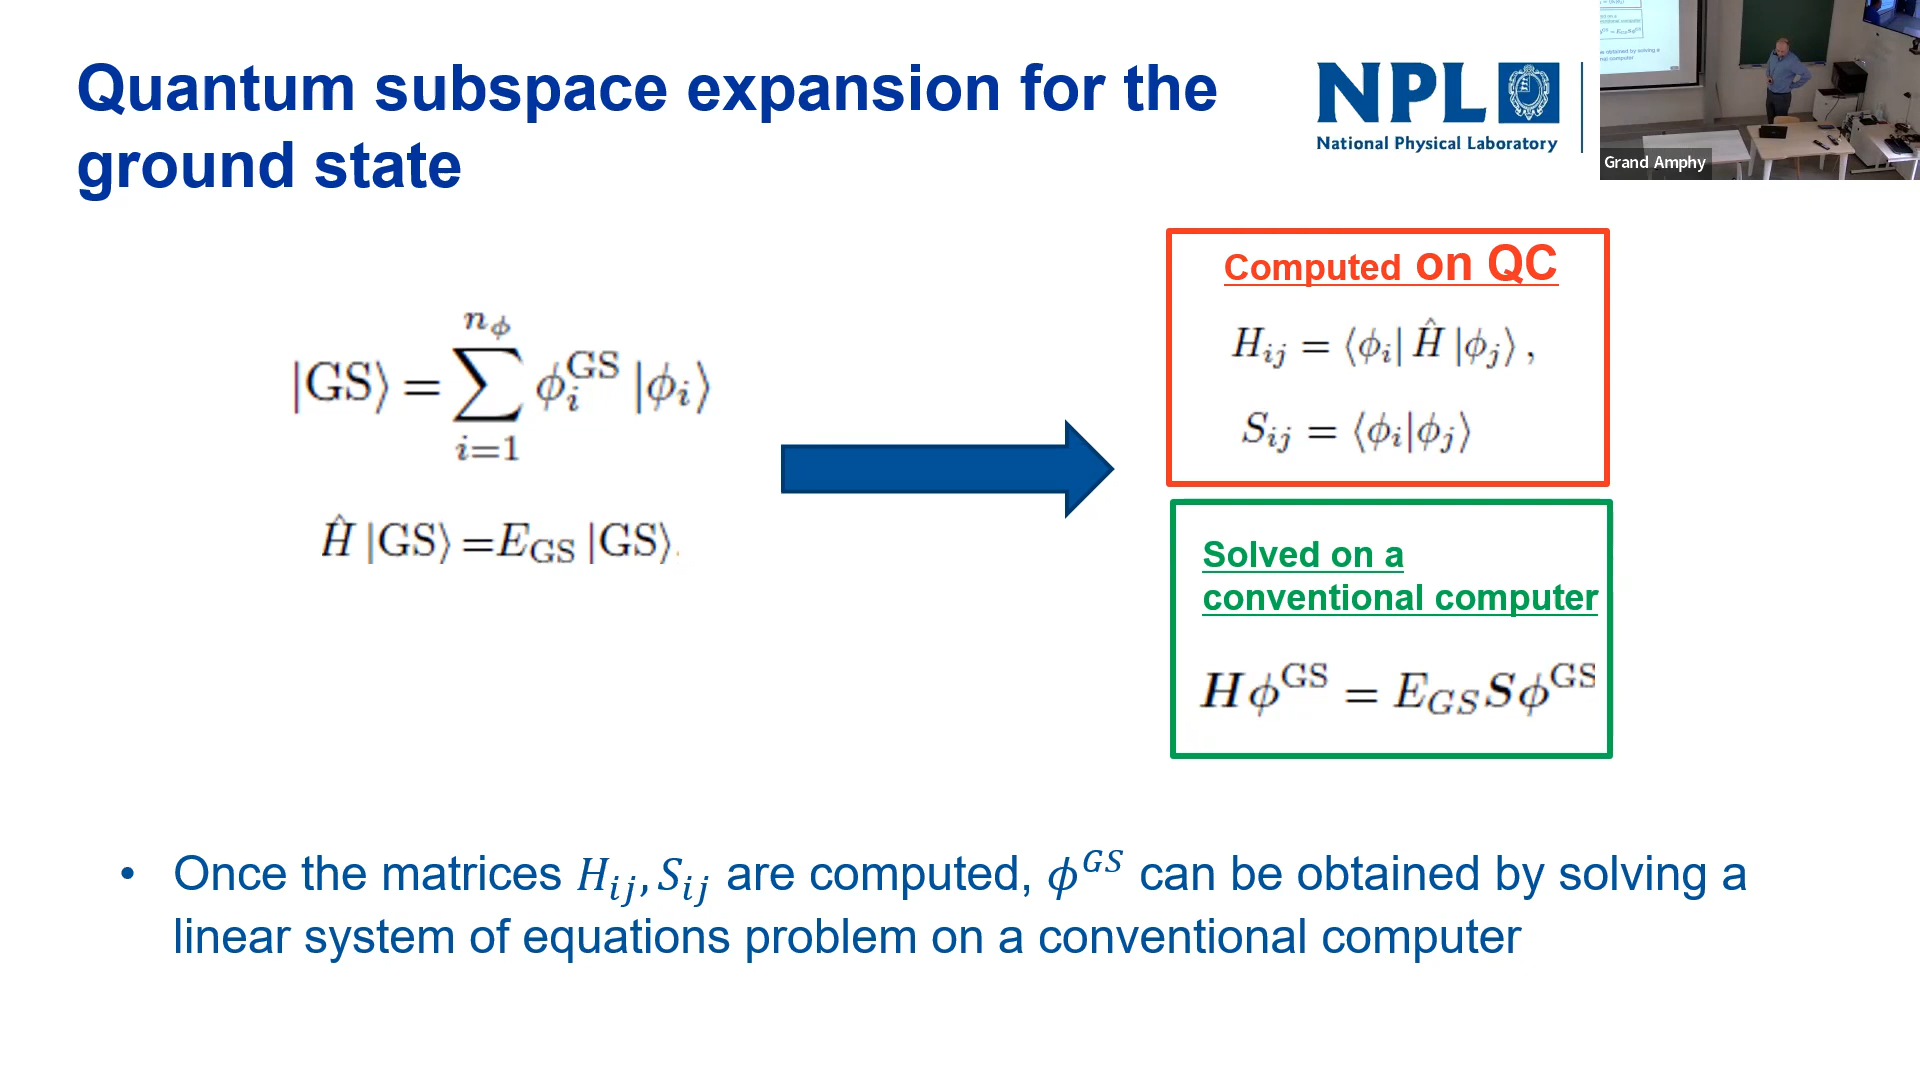 Quantum subspace expansion for the
ground state
NPL
National Physical Laboratory
Grand Amphy
|GS⟩ = ∑_{i=1}^{n_ϕ} ϕ_i^{GS} |ϕ_i⟩
Ĥ |GS⟩ = E_{GS} |GS⟩.
Computed on QC
H_{ij} = ⟨ϕ_i| Ĥ |ϕ_j⟩ ,
S_{ij} = ⟨ϕ_i|ϕ_j⟩
Solved on a
conventional computer
Hϕ^{GS} = E_{GS}Sϕ^{GS}
• Once the matrices H_{ij}, S_{ij} are computed, ϕ^{GS} can be obtained by solving a
linear system of equations problem on a conventional computer